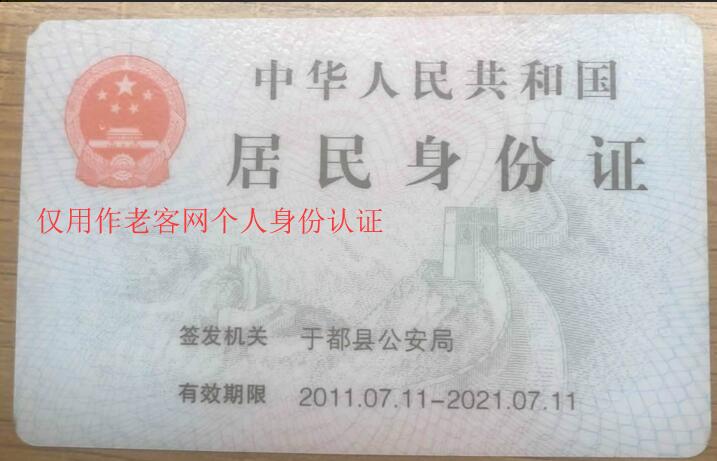 中华人民共和国
居民身份证
仅用作老客网个人身份认证
签发机关 于都县公安局
有效期限 2011.07.11-2021.07.11